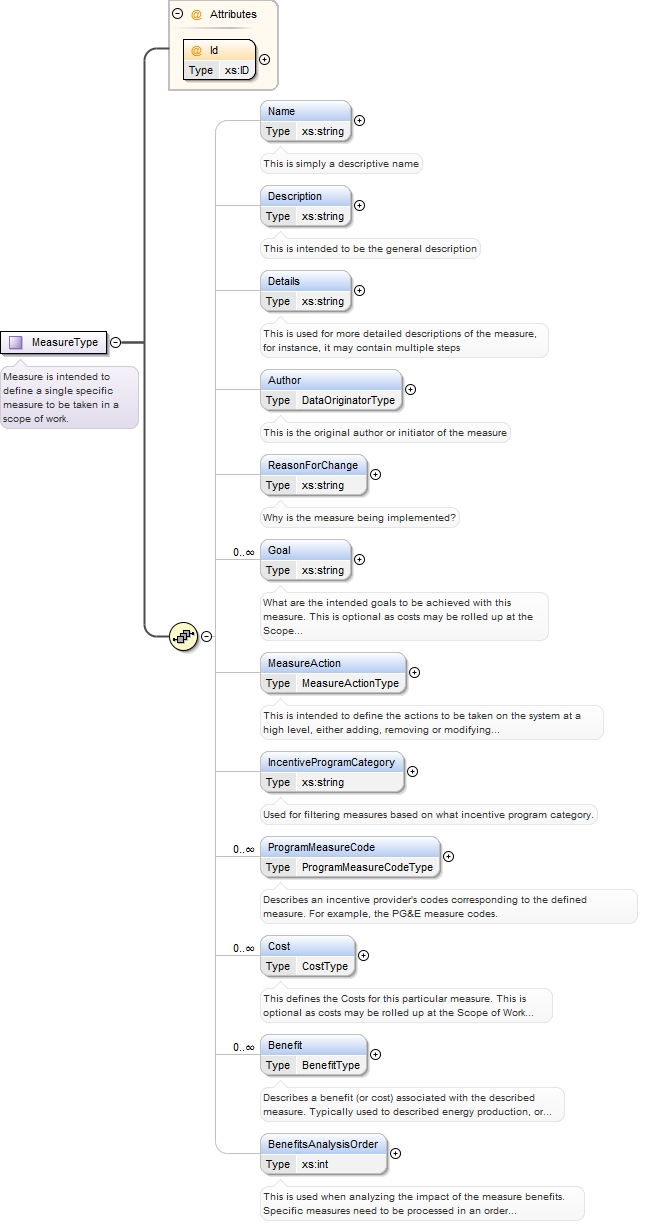 Attributes
Id
Type xs:ID
Name
Type xs:string
This is simply a descriptive name
Description
Type xs:string
This is intended to be the general description
Details
Type xs:string
This is used for more detailed descriptions of the measure,
for instance, it may contain multiple steps
MeasureType
Measure is intended to
define a single specific
measure to be taken in a
scope of work.
Author
Type DataOriginatorType
This is the original author or initiator of the measure
ReasonForChange
Type xs:string
Why is the measure being implemented?
0..∞ Goal
Type xs:string
What are the intended goals to be achieved with this
measure. This is optional as costs may be rolled up at the
Scope...
MeasureAction
Type MeasureActionType
This is intended to define the actions to be taken on the system at a
high level, either adding, removing or modifying...
IncentiveProgramCategory
Type xs:string
Used for filtering measures based on what incentive program category.
0..∞ ProgramMeasureCode
Type ProgramMeasureCodeType
Describes an incentive provider's codes corresponding to the defined
measure. For example, the PG&E measure codes.
0..∞ Cost
Type CostType
This defines the Costs for this particular measure. This is
optional as costs may be rolled up at the Scope of Work...
0..∞ Benefit
Type BenefitType
Describes a benefit (or cost) associated with the described
measure. Typically used to described energy production, or...
BenefitsAnalysisOrder
Type xs:int
This is used when analyzing the impact of the measure benefits.
Specific measures need to be processed in an order...